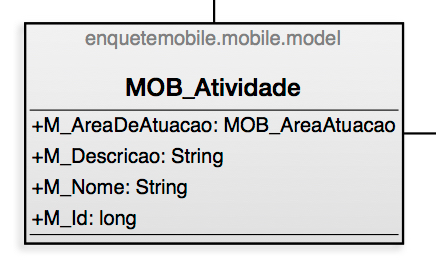 enquetemobile.mobile.model
MOB_Atividade
+M_AreaDeAtuacao: MOB_AreaAtuacao
+M_Descricao: String
+M_Nome: String
+M_Id: long